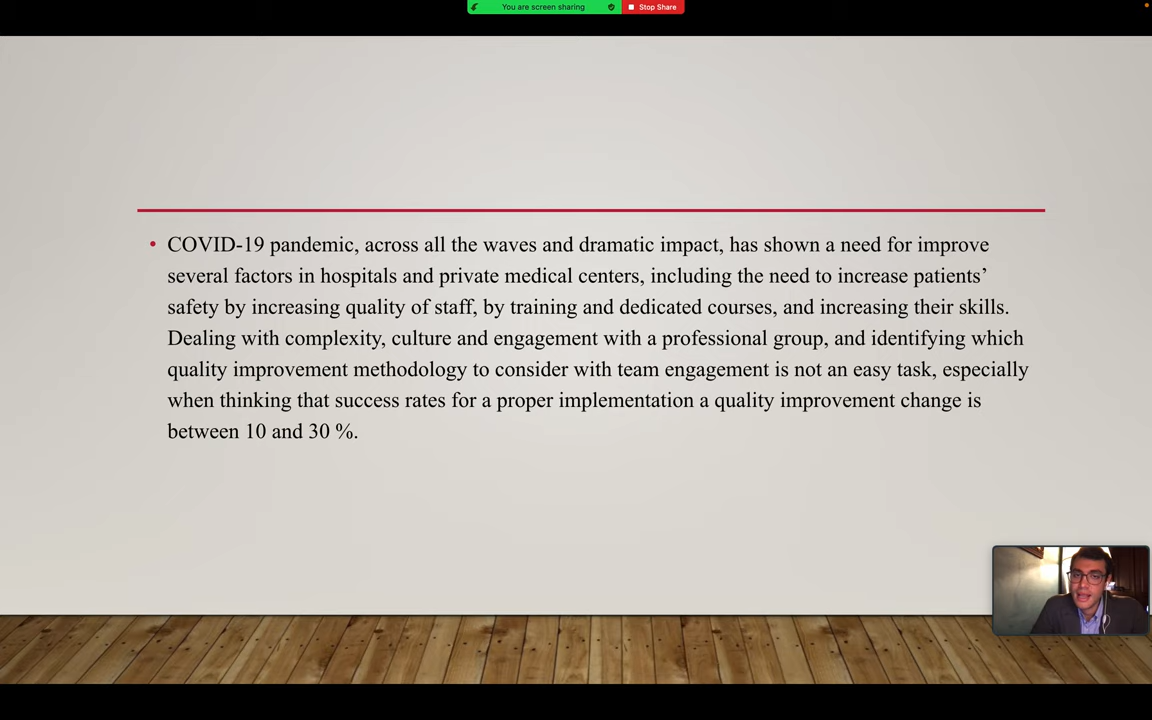 You are screen sharing
Stop Share
• COVID-19 pandemic, across all the waves and dramatic impact, has shown a need for improve
several factors in hospitals and private medical centers, including the need to increase patients’
safety by increasing quality of staff, by training and dedicated courses, and increasing their skills.
Dealing with complexity, culture and engagement with a professional group, and identifying which
quality improvement methodology to consider with team engagement is not an easy task, especially
when thinking that success rates for a proper implementation a quality improvement change is
between 10 and 30 %.